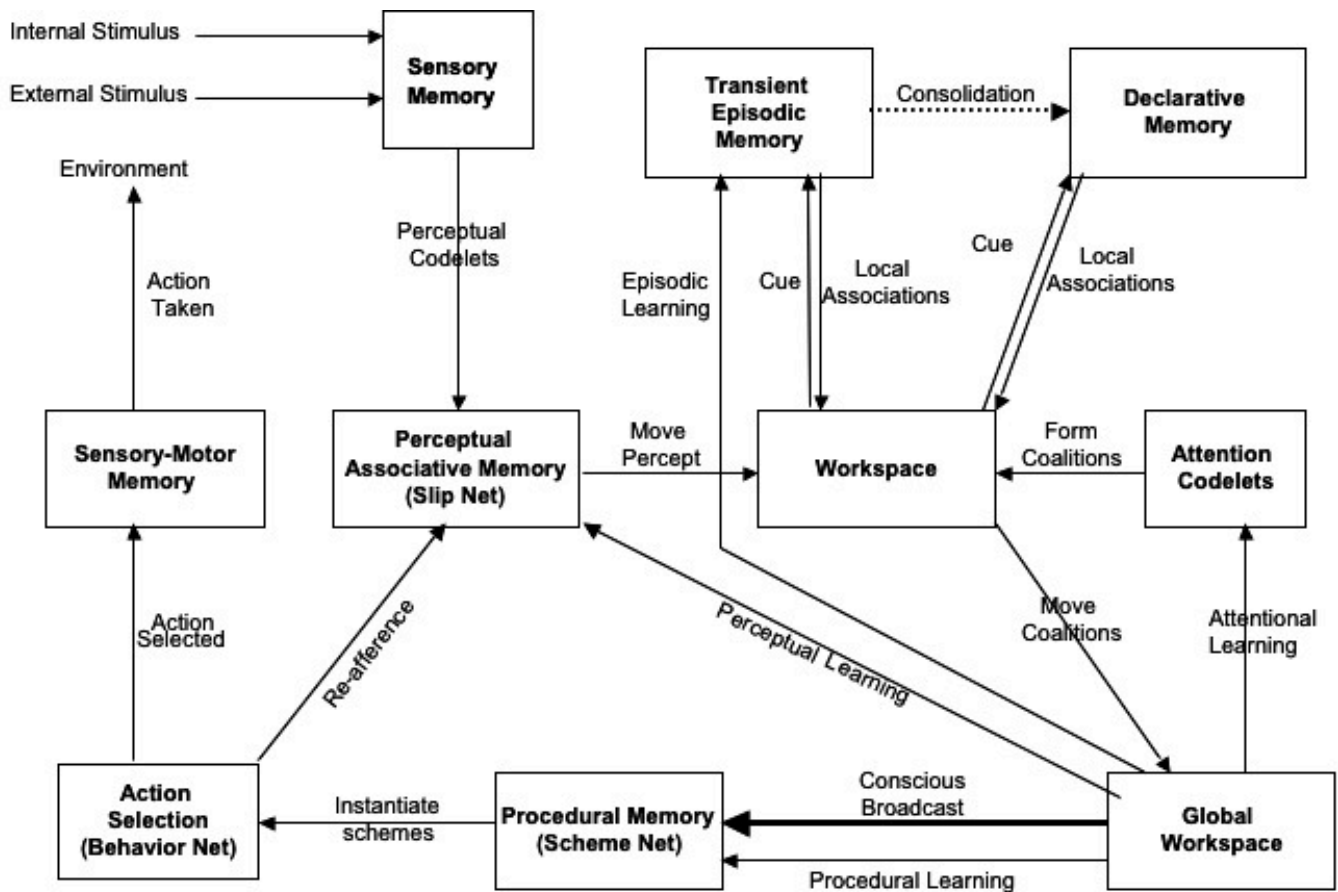 Internal Stimulus
External Stimulus
Sensory
Memory
Transient
Episodic
Memory
Consolidation
Declarative
Memory
Environment
Perceptual
Codelets
Action
Taken
Episodic
Learning
Cue
Local
Associations
Cue
Local
Associations
Sensory-Motor
Memory
Perceptual
Associative Memory
(Slip Net)
Move
Percept
Workspace
Form
Coalitions
Attention
Codelets
Action
Selected
Re-afference
Perceptual Learning
Move
Coalitions
Attentional
Learning
Action
Selection
(Behavior Net)
Instantiate
schemes
Procedural Memory
(Scheme Net)
Conscious
Broadcast
Procedural Learning
Global
Workspace